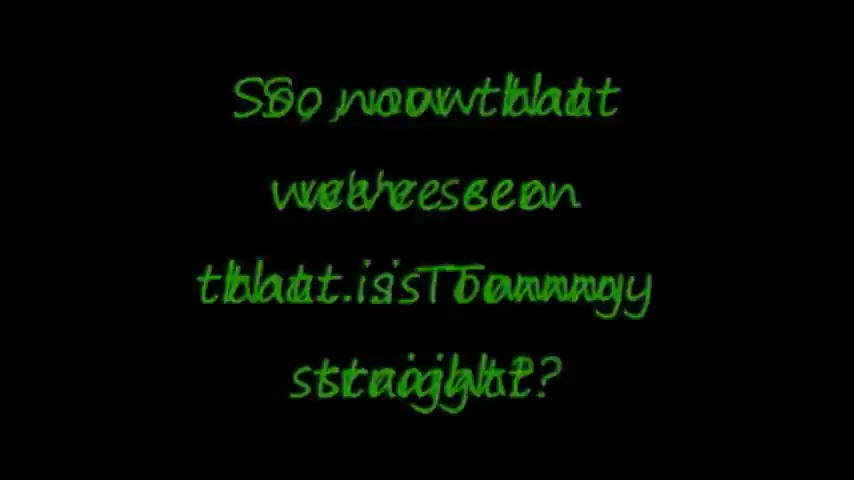 So, now that
we've seen
that. is Tommy
straight?